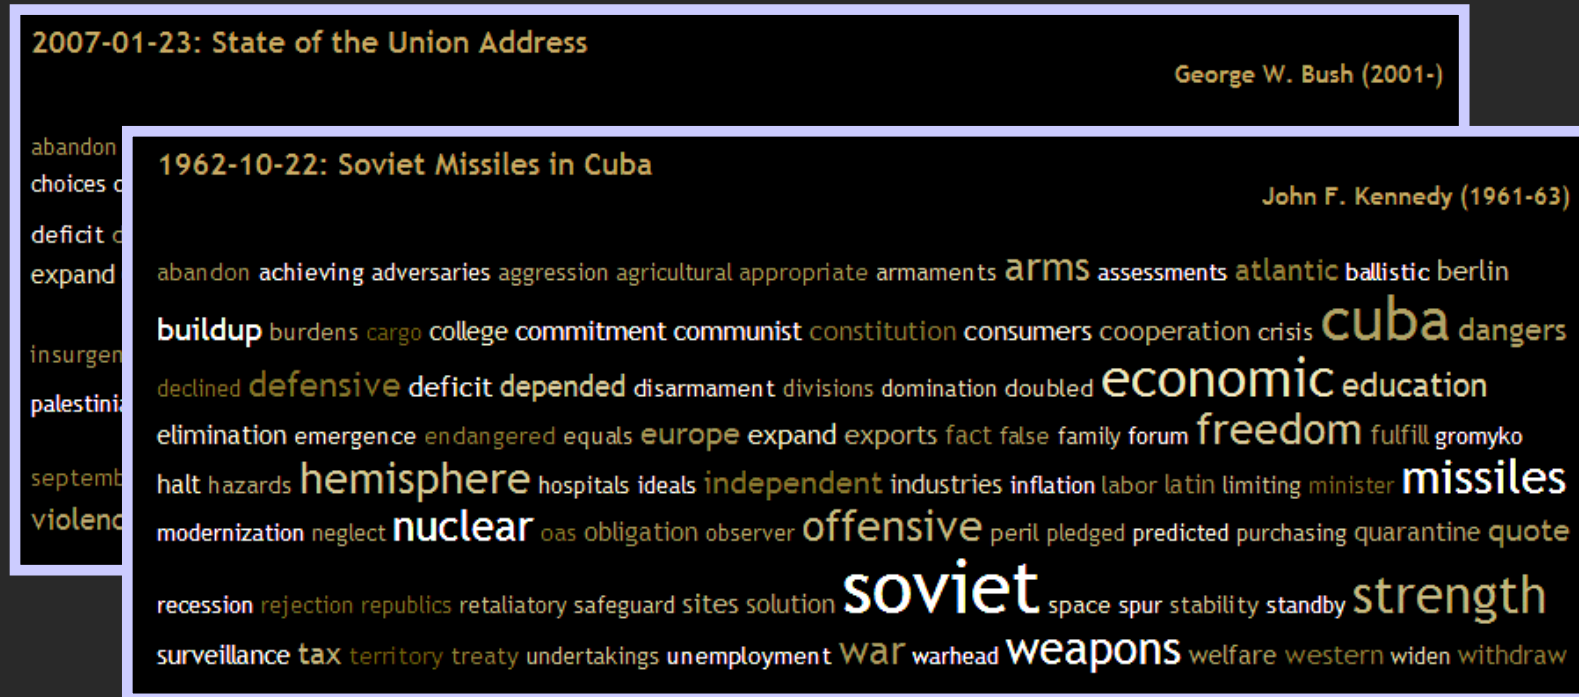 2007-01-23: State of the Union Address
George W. Bush (2001-)
abandon
choices
deficit
expand
palestinia
septemb
violenc
1962-10-22: Soviet Missiles in Cuba
John F. Kennedy (1961-63)
abandon achieving adversaries aggression agricultural appropriate armaments arms assessments atlantic ballistic berlin
buildup burdens cargo college commitment communist constitution consumers cooperation crisis cuba dangers
declined defensive deficit depended disarmament divisions domination doubled economic education
elimination emergence endangered equals europe expand exports fact false family forum freedom fulfill gromyko
halt hazards hemisphere hospitals ideals independent industries inflation labor latin limiting minister missiles
modernization neglect nuclear oas obligation observer offensive peril pledged predicted purchasing quarantine quote
recession rejection republics retaliatory safeguard sites solution soviet space spur stability standby strength
surveillance tax territory treaty undertakings unemployment war warhead weapons welfare western widen withdraw